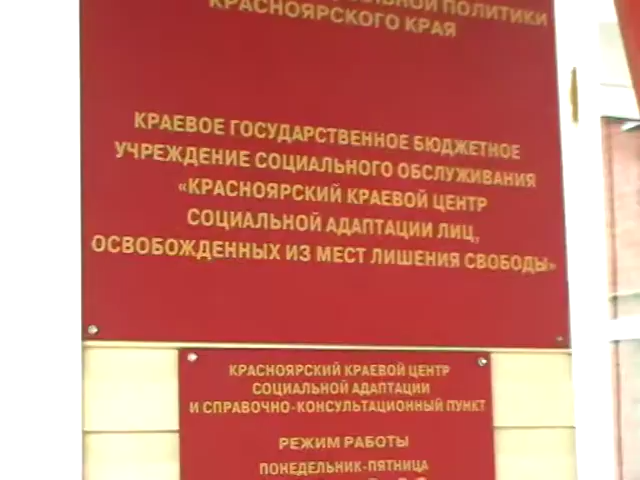 ПОЛИТИКИ
КРАСНОЯРСКОГО КРАЯ
КРАЕВОЕ ГОСУДАРСТВЕННОЕ БЮДЖЕТНОЕ
УЧРЕЖДЕНИЕ СОЦИАЛЬНОГО ОБСЛУЖИВАНИЯ
«КРАСНОЯРСКИЙ КРАЕВОЙ ЦЕНТР
СОЦИАЛЬНОЙ АДАПТАЦИИ ЛИЦ,
ОСВОБОЖДЕННЫХ ИЗ МЕСТ ЛИШЕНИЯ СВОБОДЫ»
КРАСНОЯРСКИЙ КРАЕВОЙ ЦЕНТР
СОЦИАЛЬНОЙ АДАПТАЦИИ
И СПРАВОЧНО-КОНСУЛЬТАЦИОННЫЙ ПУНКТ
РЕЖИМ РАБОТЫ
ПОНЕДЕЛЬНИК-ПЯТНИЦА